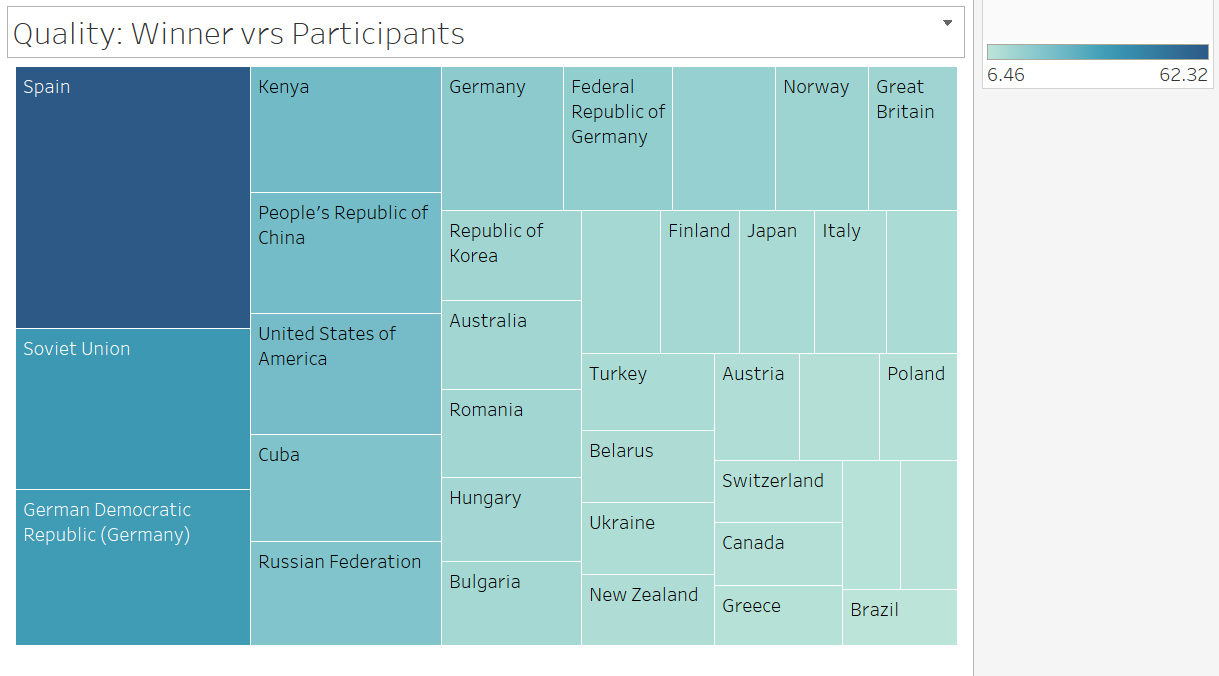 Quality: Winner vrs Participants
6.46
62.32
Spain
Soviet Union
German Democratic
Republic (Germany)
Kenya
People’s Republic of
China
United States of
America
Cuba
Russian Federation
Germany
Federal
Republic of
Germany
Norway
Great
Britain
Republic of
Korea
Australia
Romania
Hungary
Bulgaria
Finland
Japan
Italy
Turkey
Belarus
Ukraine
New Zealand
Austria
Poland
Switzerland
Canada
Greece
Brazil